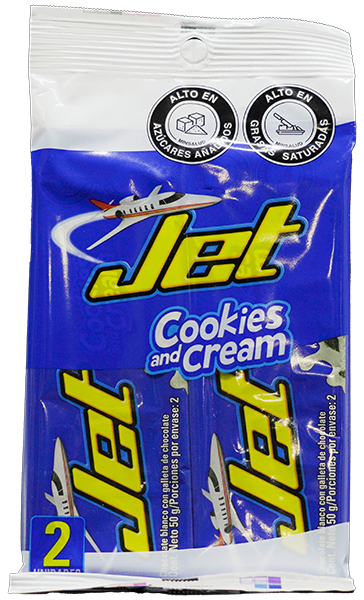 ALTO EN
AZÚCARES AÑADIDOS
MINSALUD
ALTO EN
GRASAS SATURADAS
MINSALUD
Jet
Cookies
and Cream
Jet
blanco con galleta de chocolate
Neto 50 g/Porciones por envase: 2
Jet
blanco con galleta de chocolate
Neto 50 g/Porciones por envase: 2
2
UNIDADES